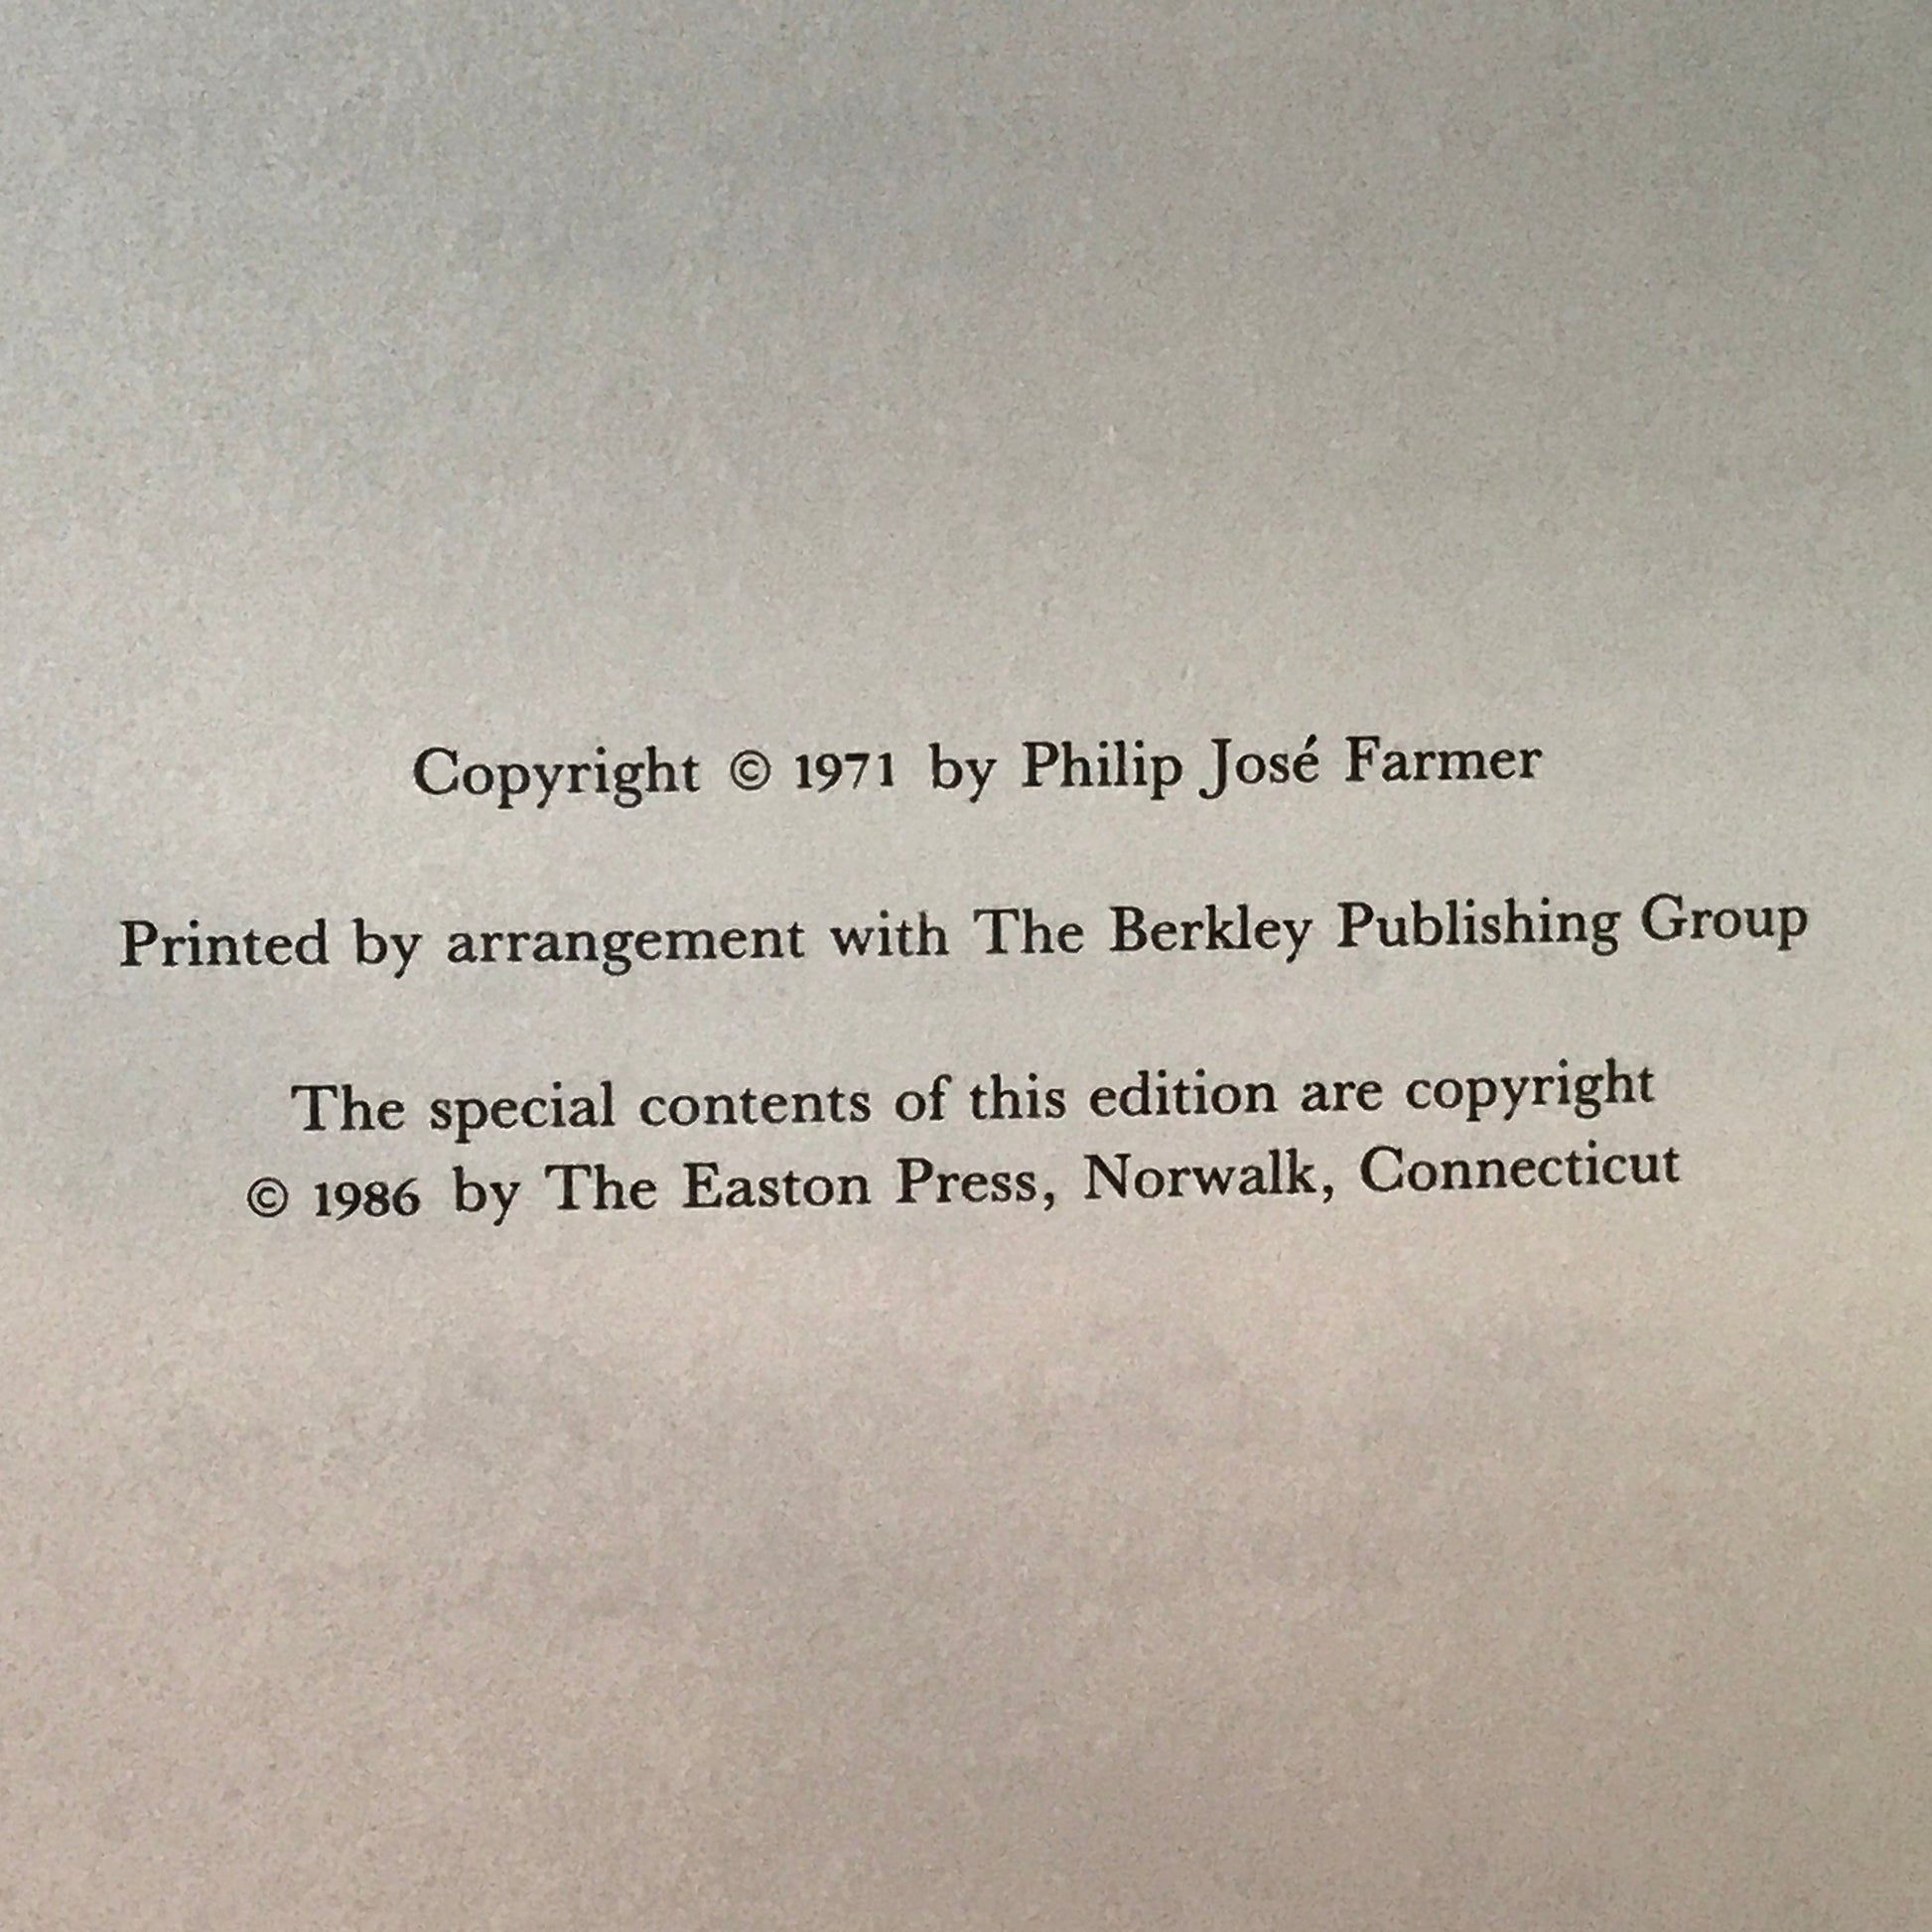 Copyright © 1971 by Philip José Farmer
Printed by arrangement with The Berkley Publishing Group
The special contents of this edition are copyright
© 1986 by The Easton Press, Norwalk, Connecticut